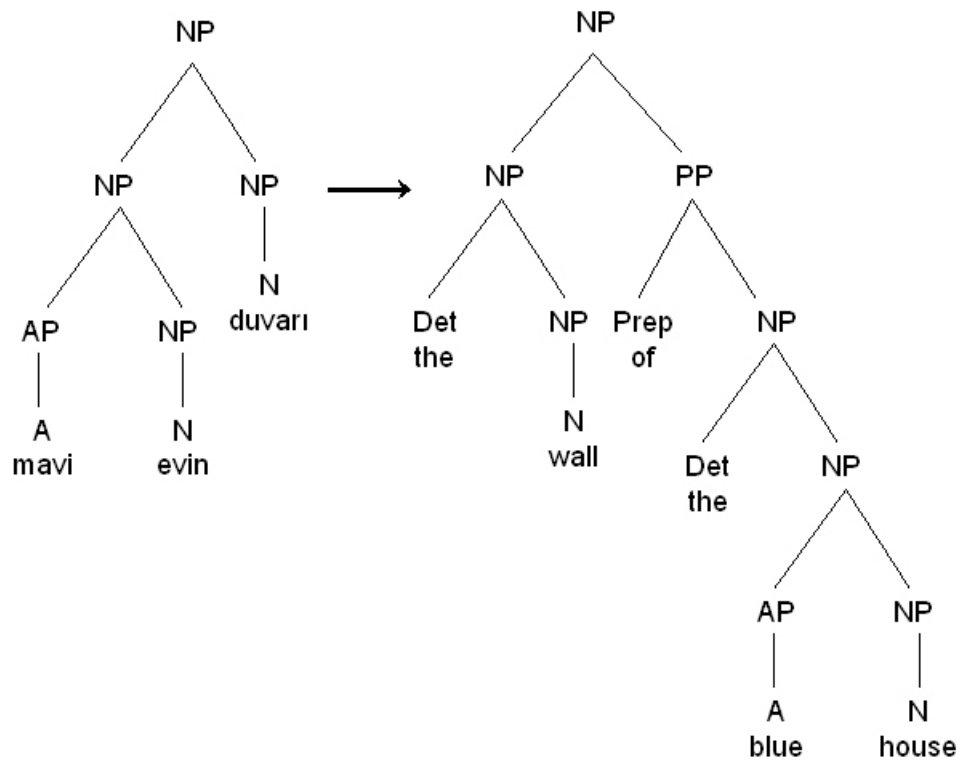 NP
NP
NP
NP
NP
PP
N
duvarı
AP
NP
Det
the
NP
Prep
of
NP
A
mavi
N
evin
N
wall
Det
the
NP
AP
NP
A
blue
N
house